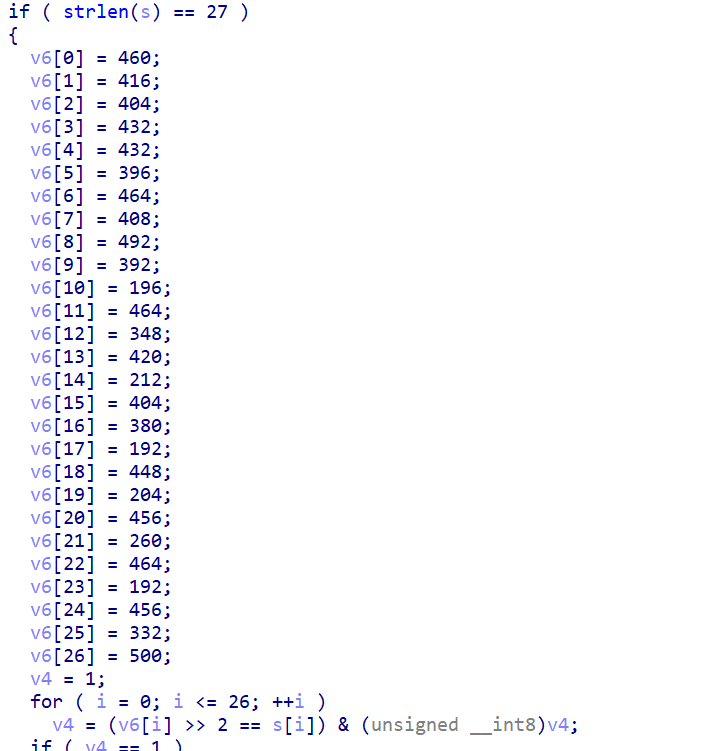 if ( strlen(s) == 27 )
{
v6[0] = 460;
v6[1] = 416;
v6[2] = 404;
v6[3] = 432;
v6[4] = 432;
v6[5] = 396;
v6[6] = 464;
v6[7] = 408;
v6[8] = 492;
v6[9] = 392;
v6[10] = 196;
v6[11] = 464;
v6[12] = 348;
v6[13] = 420;
v6[14] = 212;
v6[15] = 404;
v6[16] = 380;
v6[17] = 192;
v6[18] = 448;
v6[19] = 204;
v6[20] = 456;
v6[21] = 260;
v6[22] = 464;
v6[23] = 192;
v6[24] = 456;
v6[25] = 332;
v6[26] = 500;
v4 = 1;
for ( i = 0; i <= 26; ++i )
v4 = (v6[i] >> 2 == s[i]) & (unsigned __int8)v4;
if ( v4 == 1 )